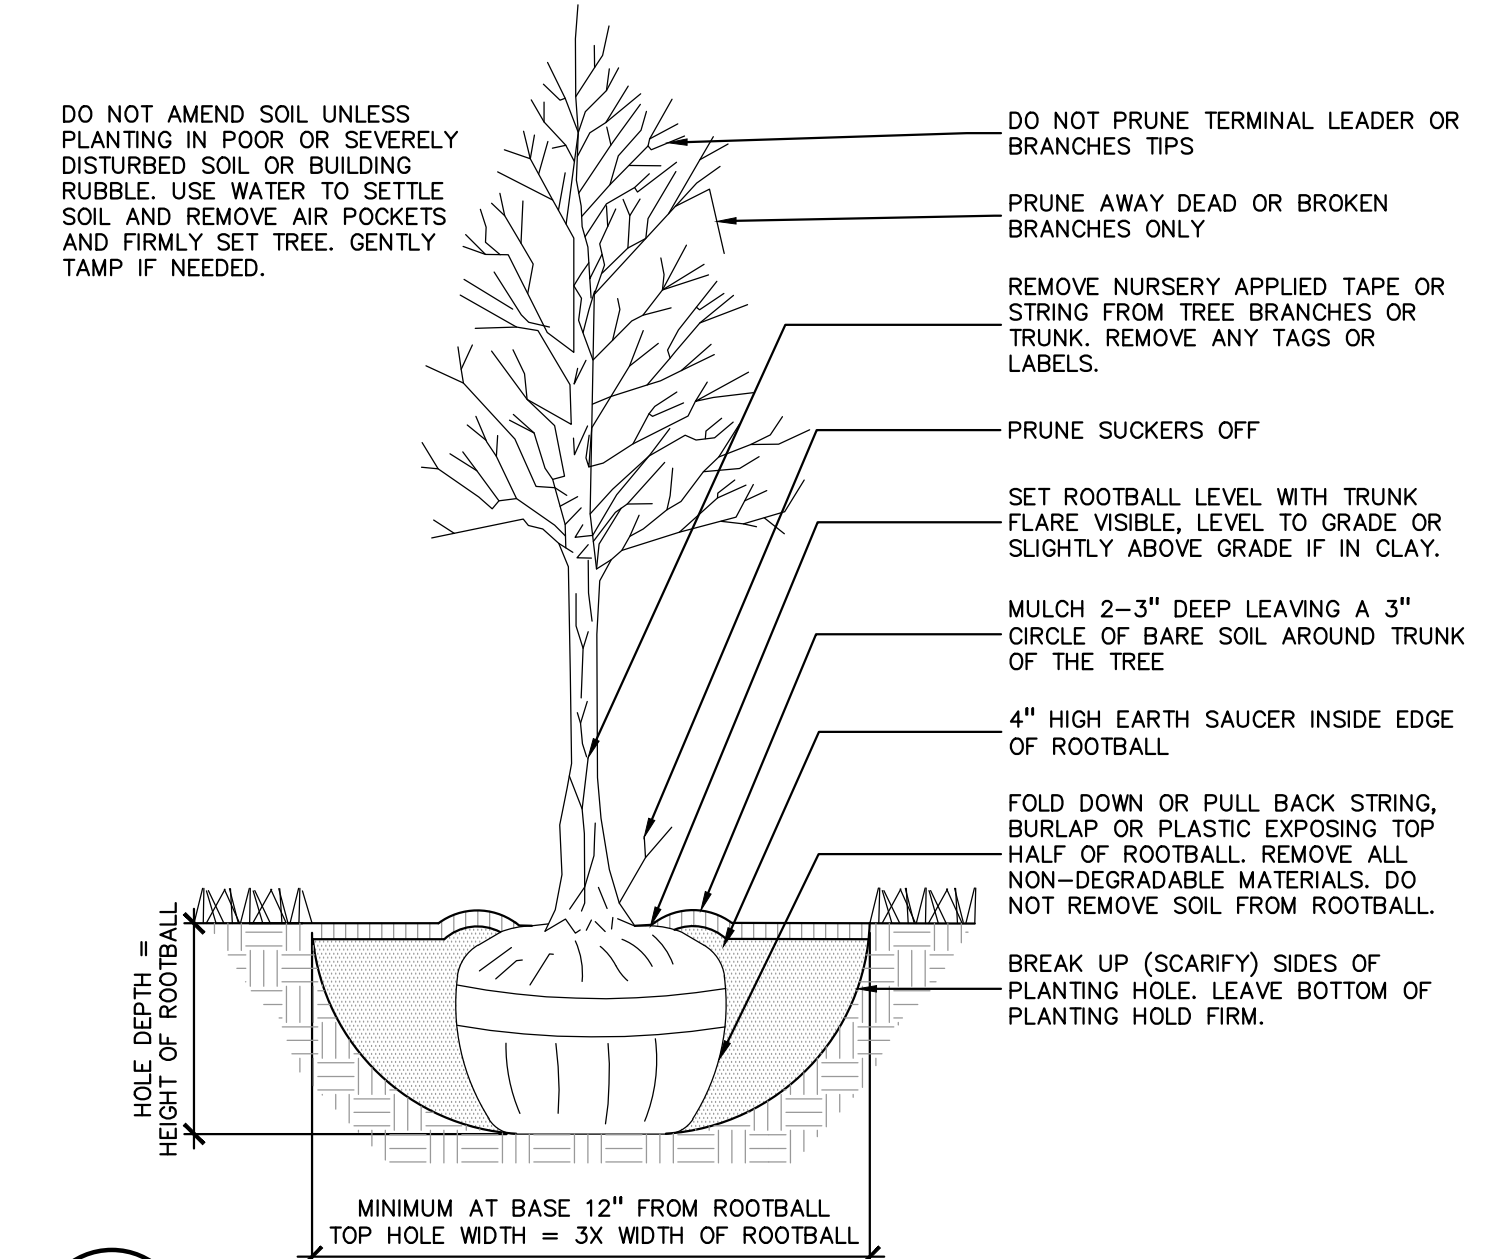 DO NOT AMEND SOIL UNLESS
PLANTING IN POOR OR SEVERELY
DISTURBED SOIL OR BUILDING
RUBBLE. USE WATER TO SETTLE
SOIL AND REMOVE AIR POCKETS
AND FIRMLY SET TREE. GENTLY
TAMP IF NEEDED.
DO NOT PRUNE TERMINAL LEADER OR
BRANCHES TIPS
PRUNE AWAY DEAD OR BROKEN
BRANCHES ONLY
REMOVE NURSERY APPLIED TAPE OR
STRING FROM TREE BRANCHES OR
TRUNK. REMOVE ANY TAGS OR
LABELS.
PRUNE SUCKERS OFF
SET ROOTBALL LEVEL WITH TRUNK
FLARE VISIBLE, LEVEL TO GRADE OR
SLIGHTLY ABOVE GRADE IF IN CLAY.
MULCH 2-3" DEEP LEAVING A 3"
CIRCLE OF BARE SOIL AROUND TRUNK
OF THE TREE
4" HIGH EARTH SAUCER INSIDE EDGE
OF ROOTBALL
FOLD DOWN OR PULL BACK STRING,
BURLAP OR PLASTIC EXPOSING TOP
HALF OF ROOTBALL. REMOVE ALL
NON-DEGRADABLE MATERIALS. DO
NOT REMOVE SOIL FROM ROOTBALL.
BREAK UP (SCARIFY) SIDES OF
PLANTING HOLE. LEAVE BOTTOM OF
PLANTING HOLD FIRM.
HOLE DEPTH =
HEIGHT OF ROOTBALL
MINIMUM AT BASE 12" FROM ROOTBALL
TOP HOLE WIDTH = 3X WIDTH OF ROOTBALL